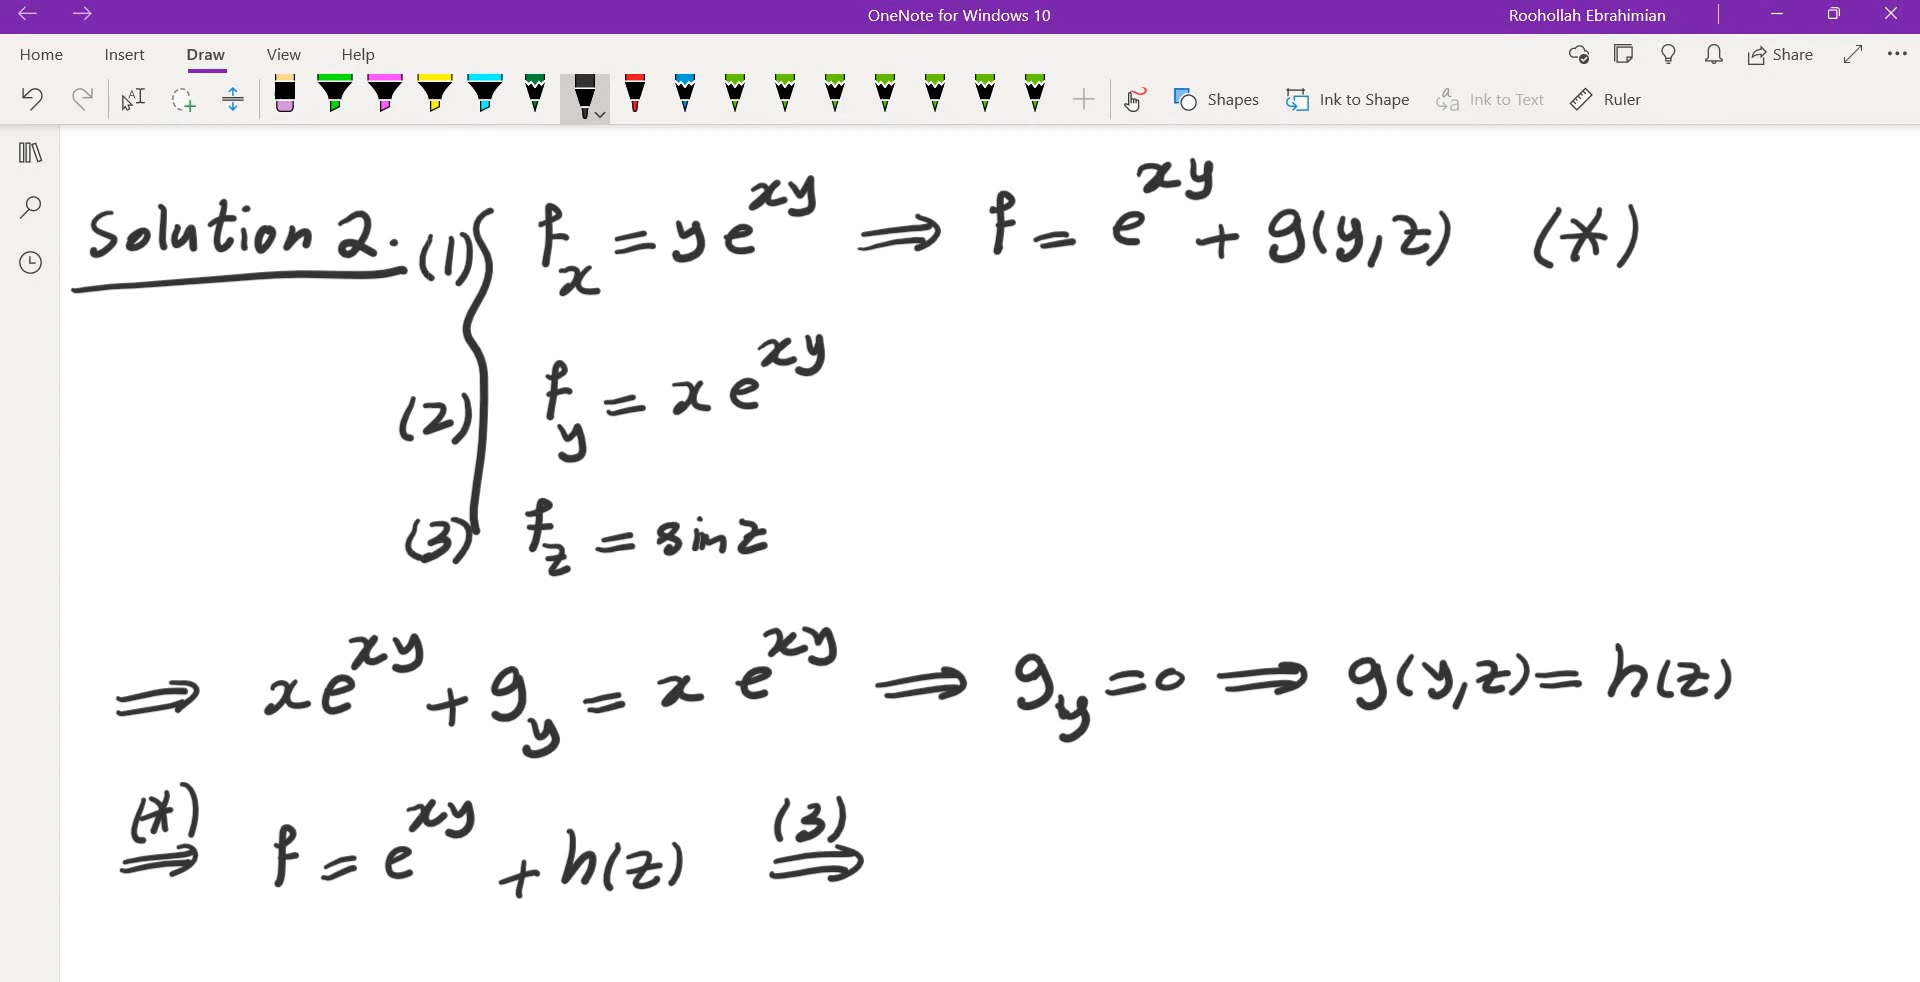 OneNote for Windows 10 Roohollah Ebrahimian
Home Insert Draw View Help Share
Shapes Ink to Shape Ink to Text Ruler
Solution 2. (1) f_x = y e^{xy} ⟹ f = e^{xy} + g(y,z) (*)
(2) f_y = x e^{xy}
(3) f_z = sin z
⟹ x e^{xy} + g_y = x e^{xy} ⟹ g_y = 0 ⟹ g(y,z) = h(z)
(*) ⟹ f = e^{xy} + h(z) (3) ⟹